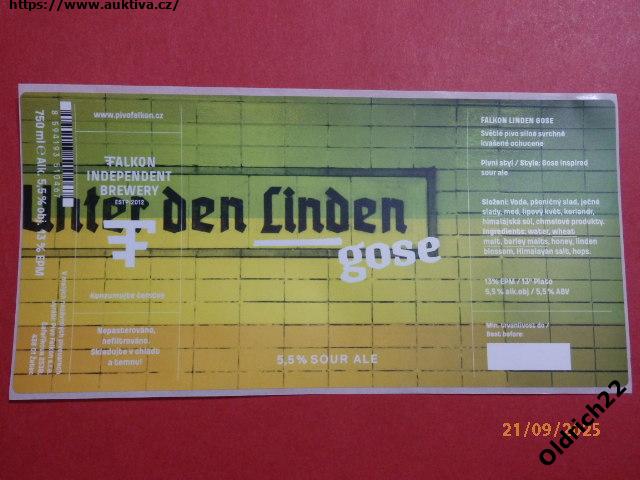 https://www.auktiva.cz/
www.pivofalkon.cz
FALKON
INDEPENDENT
BREWERY
EST. 2012
Konzumujte čerstvé
Nepasterováno,
nefiltrováno.
Skladujte v chladu
a temnu!
750 ml ℮ Alk. 5,5 % obj. 13 % EPM
Unter den Linden
gose
5,5% SOUR ALE
FALKON LINDEN GOSE
Světlé pivo silné svrchně
kvašené ochucené
Pivní styl / Style: Gose inspired
sour ale
Složení: Voda, pšeničný slad, ječné
slady, med, lipový květ, koriandr,
himalájská sůl, chmelové produkty.
Ingredients: water, wheat
malt, barley malts, honey, linden
blossom, Himalayan salt, hops.
13% EPM / 13° Plato
5,5 % alk.obj / 5,5 % ABV
Min. trvanlivost do /
Best before:
21/09/2025
Oldrich22